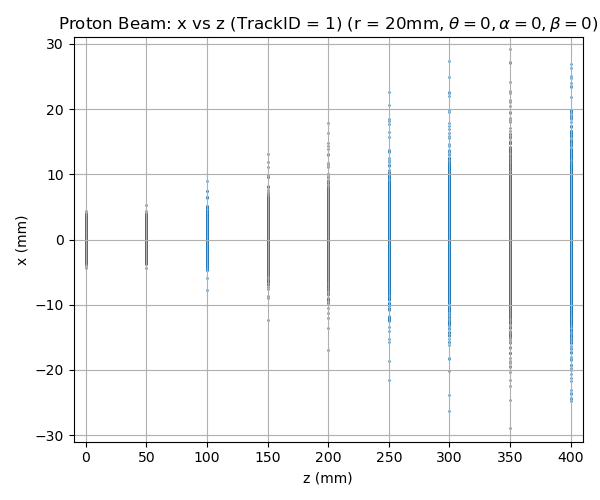 Proton Beam: x vs z (TrackID = 1) (r = 20mm, θ = 0, α = 0, β = 0)
30
20
10
0
−10
−20
−30
x (mm)
0 50 100 150 200 250 300 350 400
z (mm)